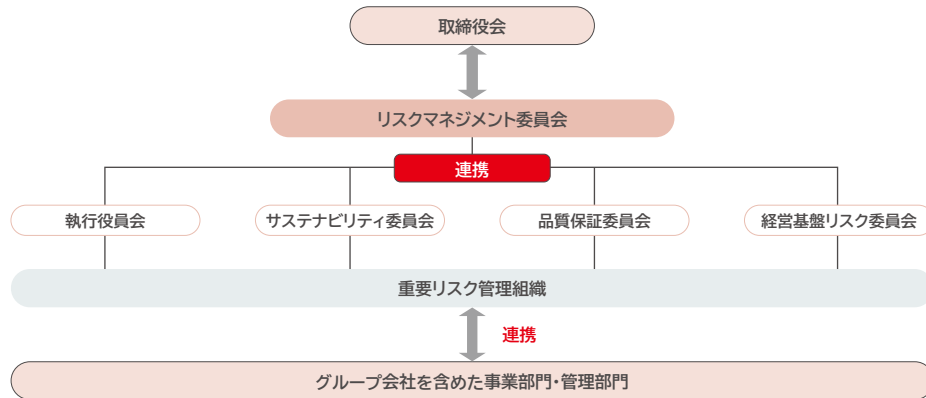 取締役会
リスクマネジメント委員会
連携
執行役員会
サステナビリティ委員会
品質保証委員会
経営基盤リスク委員会
重要リスク管理組織
連携
グループ会社を含めた事業部門・管理部門